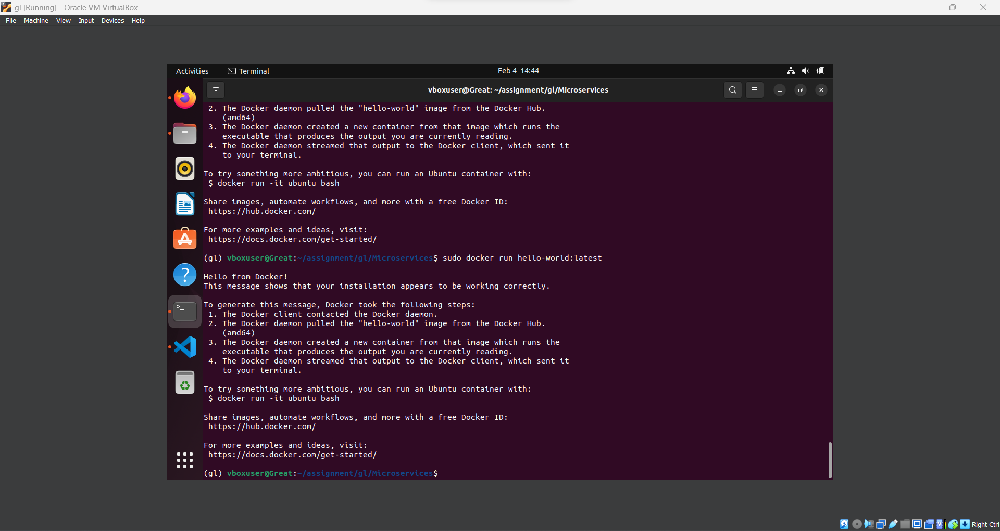 gl [Running] - Oracle VM VirtualBox
File Machine View Input Devices Help
Activities Terminal Feb 4 14:44
vboxuser@Great: ~/assignment/gl/Microservices
2. The Docker daemon pulled the "hello-world" image from the Docker Hub.
(amd64)
3. The Docker daemon created a new container from that image which runs the
executable that produces the output you are currently reading.
4. The Docker daemon streamed that output to the Docker client, which sent it
to your terminal.
To try something more ambitious, you can run an Ubuntu container with:
$ docker run -it ubuntu bash
Share images, automate workflows, and more with a free Docker ID:
https://hub.docker.com/
For more examples and ideas, visit:
https://docs.docker.com/get-started/
(gl) vboxuser@Great:~/assignment/gl/Microservices$ sudo docker run hello-world:latest
Hello from Docker!
This message shows that your installation appears to be working correctly.
To generate this message, Docker took the following steps:
1. The Docker client contacted the Docker daemon.
2. The Docker daemon pulled the "hello-world" image from the Docker Hub.
(amd64)
3. The Docker daemon created a new container from that image which runs the
executable that produces the output you are currently reading.
4. The Docker daemon streamed that output to the Docker client, which sent it
to your terminal.
To try something more ambitious, you can run an Ubuntu container with:
$ docker run -it ubuntu bash
Share images, automate workflows, and more with a free Docker ID:
https://hub.docker.com/
For more examples and ideas, visit:
https://docs.docker.com/get-started/
(gl) vboxuser@Great:~/assignment/gl/Microservices$
Right Ctrl